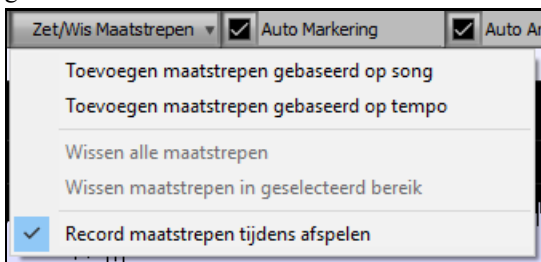 Zet/Wis Maatstrepen Auto Markering Auto
Toevoegen maatstrepen gebaseerd op song
Toevoegen maatstrepen gebaseerd op tempo
Wissen alle maatstrepen
Wissen maatstrepen in geselecteerd bereik
Record maatstrepen tijdens afspelen